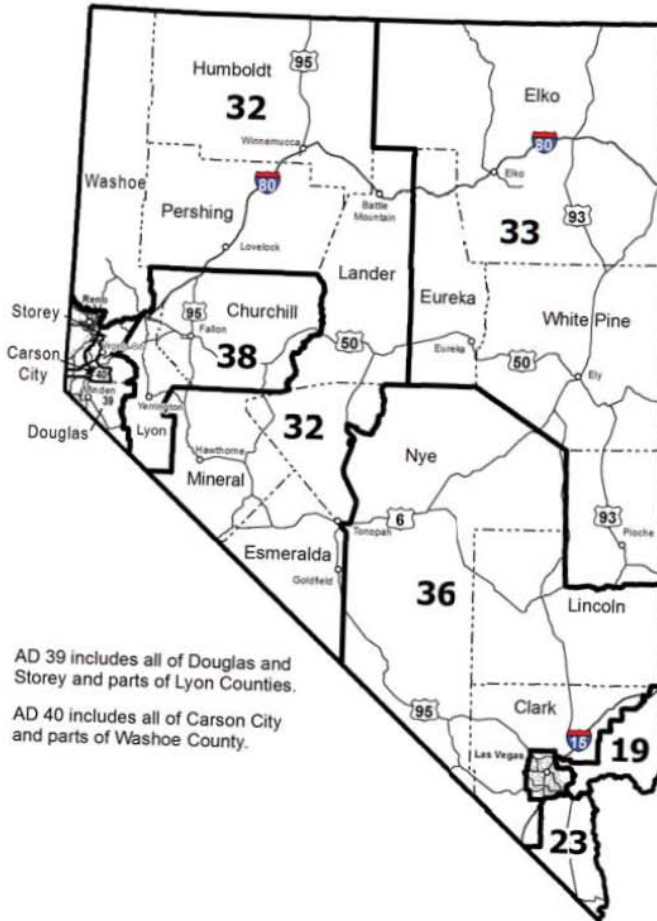 Humboldt
95
32
Elko
80
Winnemucca
Elko
Washoe
80
Battle
Mountain
93
Pershing
33
Lovelock
Lander
Churchill
Eureka
White Pine
Storey
Reno
95
Fallon
50
Eureka
50
Carson
City
40
38
Ely
Minden
39
Yerrington
Douglas
Lyon
32
Hawthorne
Nye
Mineral
6
93
Tonopah
Pioche
Esmeralda
Goldfield
36
Lincoln
AD 39 includes all of Douglas and
Storey and parts of Lyon Counties.
AD 40 includes all of Carson City
and parts of Washoe County.
95
Clark
Las Vegas
15
19
23